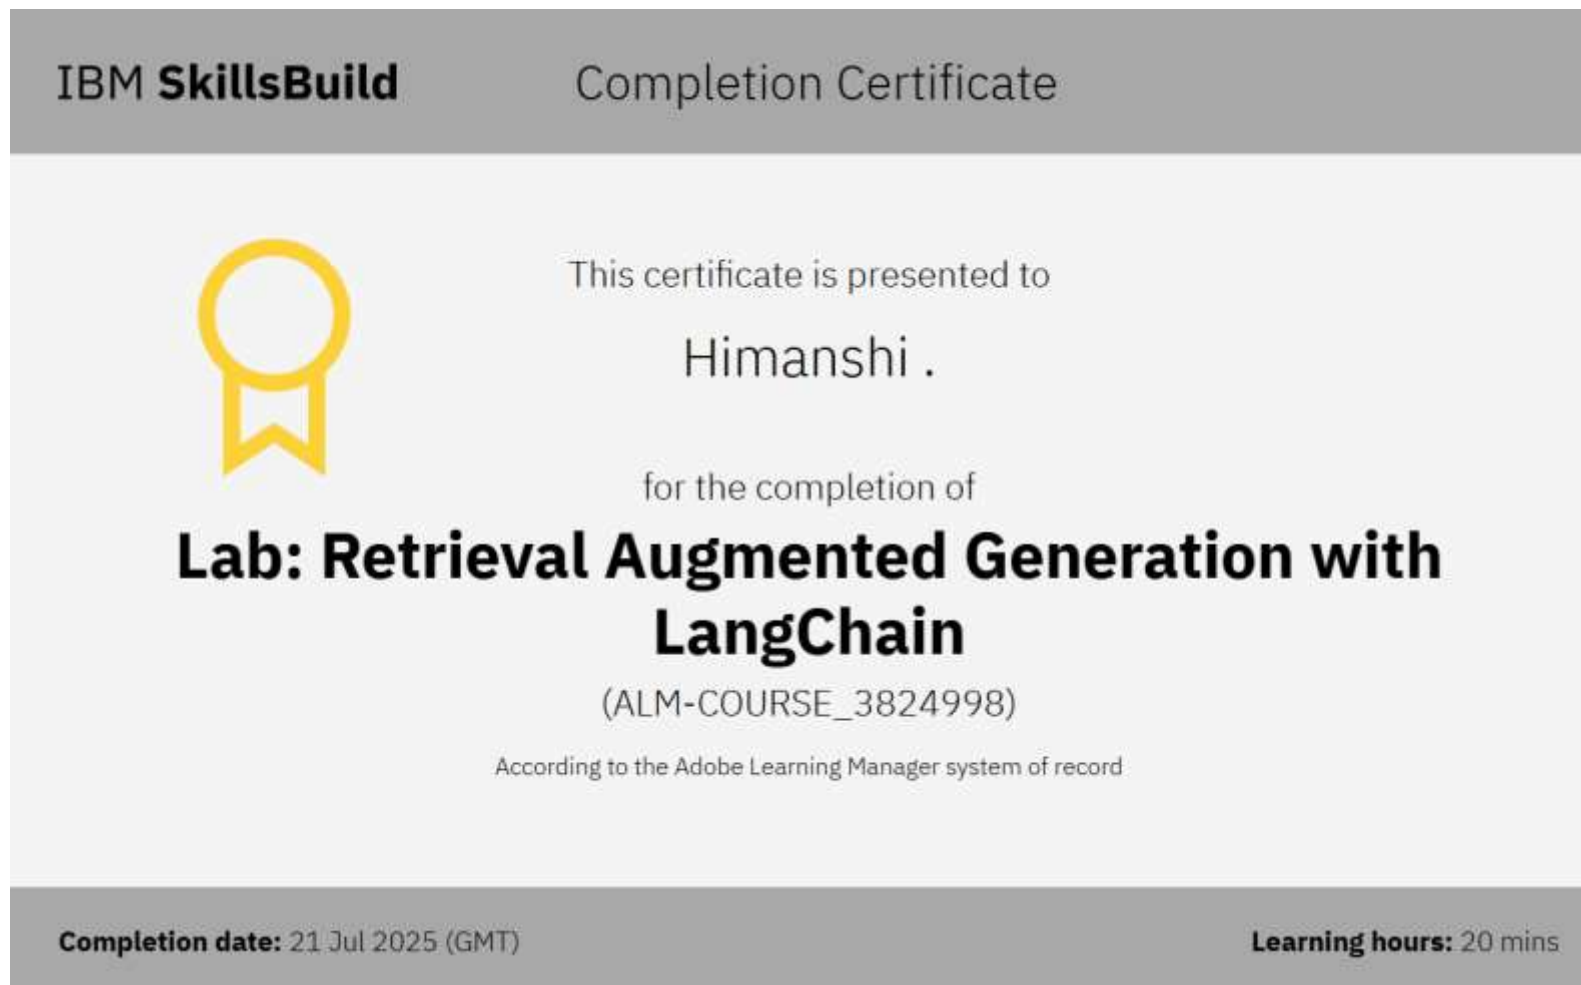 IBM SkillsBuild
Completion Certificate
This certificate is presented to
Himanshi .
for the completion of
Lab: Retrieval Augmented Generation with
LangChain
(ALM-COURSE_3824998)
According to the Adobe Learning Manager system of record
Completion date: 21 Jul 2025 (GMT)
Learning hours: 20 mins